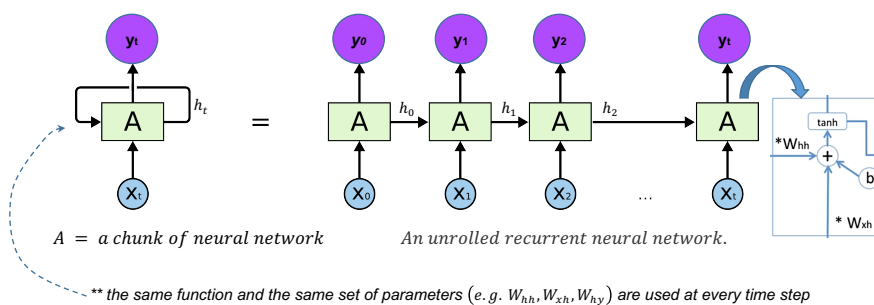 yt
y0
y1
y2
yt
ht
A
=
A
h0
A
h1
A
h2
A
tanh
*Whh
+
b
* Wxh
Xt
X0
X1
X2
...
Xt
A = a chunk of neural network
An unrolled recurrent neural network.
** the same function and the same set of parameters (e.g. Whh, Wxh, Why) are used at every time step